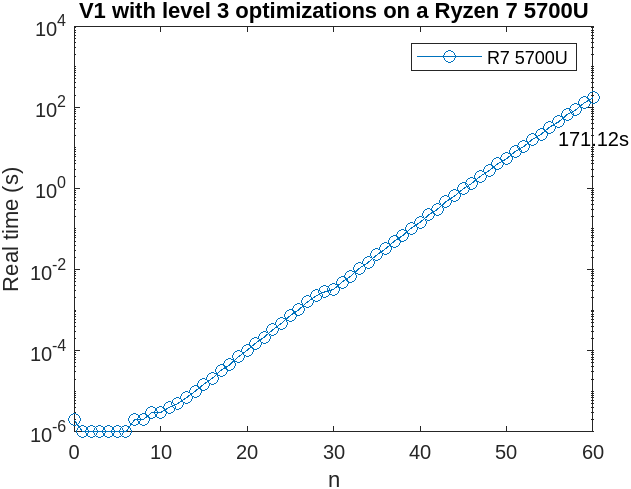 V1 with level 3 optimizations on a Ryzen 7 5700U
10^4
R7 5700U
10^2
171.12s
10^0
Real time (s)
10^-2
10^-4
10^-6
0 10 20 30 40 50 60
n